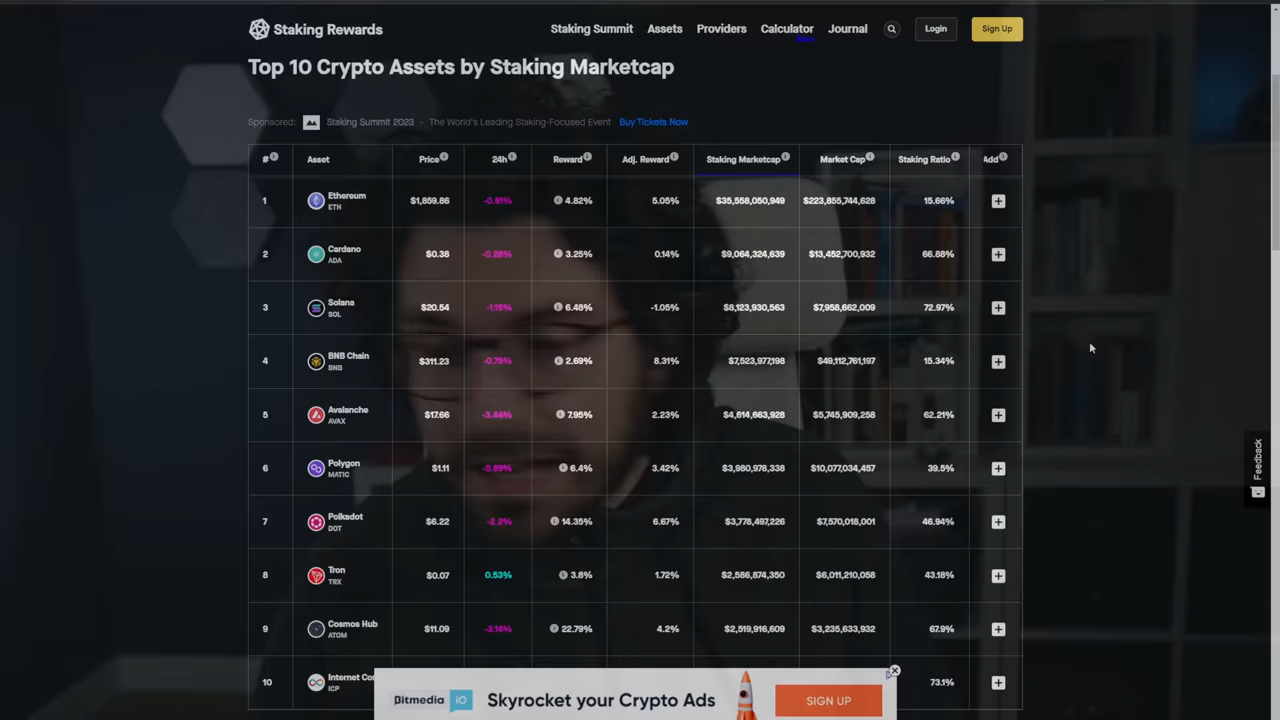 Staking Rewards Staking Summit Assets Providers Calculator Journal Login Sign Up
Beta
Top 10 Crypto Assets by Staking Marketcap
Sponsored: Staking Summit 2023 - The World's Leading Staking-Focused Event Buy Tickets Now
# Asset Price 24h Reward Adj. Reward Staking Marketcap Market Cap Staking Ratio Add
1 Ethereum ETH $1,859.86 -0.81% 4.82% 5.05% $35,558,050,949 $223,855,744,628 15.66%
2 Cardano ADA $0.38 -0.28% 3.25% 0.14% $9,064,324,639 $13,452,700,932 66.88%
3 Solana SOL $20.54 -1.15% 6.48% -1.05% $8,123,930,563 $7,958,662,009 72.97%
4 BNB Chain BNB $311.23 -0.75% 2.69% 8.31% $7,523,977,198 $49,112,761,197 15.34%
5 Avalanche AVAX $17.66 -3.44% 7.95% 2.23% $4,614,663,928 $5,745,909,258 62.21%
6 Polygon MATIC $1.11 -0.89% 6.4% 3.42% $3,980,978,338 $10,077,034,457 39.5%
7 Polkadot DOT $6.22 -2.2% 14.35% 6.67% $3,778,497,226 $7,570,018,001 46.94%
8 Tron TRX $0.07 0.53% 3.6% 1.72% $2,586,874,350 $6,011,210,058 43.18%
9 Cosmos Hub ATOM $11.09 -3.14% 22.79% 4.2% $2,519,916,609 $3,235,633,932 67.9%
10 Internet Co ICP 73.1%
Bitmedia IO Skyrocket your Crypto Ads SIGN UP
Feedback